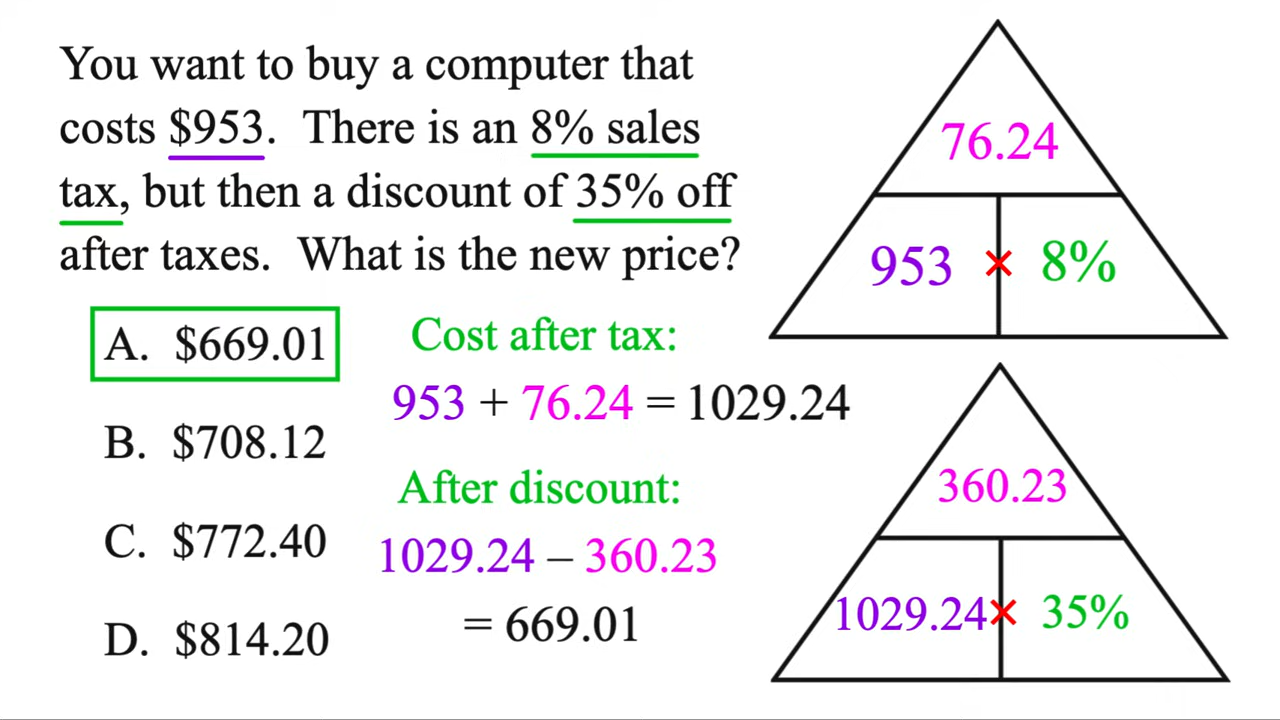 You want to buy a computer that
costs $953. There is an 8% sales
tax, but then a discount of 35% off
after taxes. What is the new price?
A. $669.01
B. $708.12
C. $772.40
D. $814.20
Cost after tax:
953 + 76.24 = 1029.24
After discount:
1029.24 – 360.23
= 669.01
76.24
953 × 8%
360.23
1029.24 × 35%